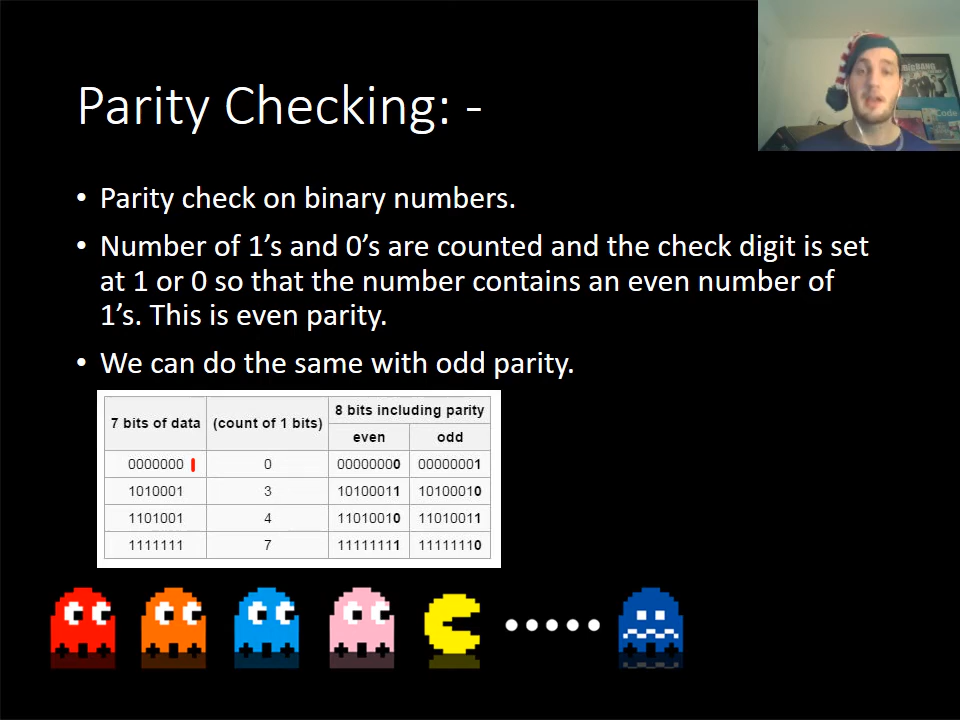 Parity Checking: -
• Parity check on binary numbers.
• Number of 1’s and 0’s are counted and the check digit is set
at 1 or 0 so that the number contains an even number of
1’s. This is even parity.
• We can do the same with odd parity.
7 bits of data (count of 1 bits) 8 bits including parity
even odd
0000000 0 00000000 00000001
1010001 3 10100011 10100010
1101001 4 11010010 11010011
1111111 7 11111111 11111110
Code